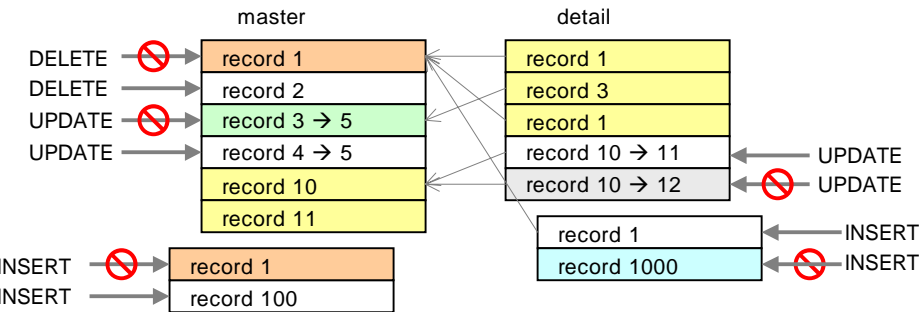 master detail
DELETE record 1 record 1
DELETE record 2 record 3
UPDATE record 3 → 5 record 1
UPDATE record 4 → 5 record 10 → 11 UPDATE
record 10 record 10 → 12 UPDATE
record 11
record 1 INSERT
INSERT record 1 record 1000 INSERT
INSERT record 100